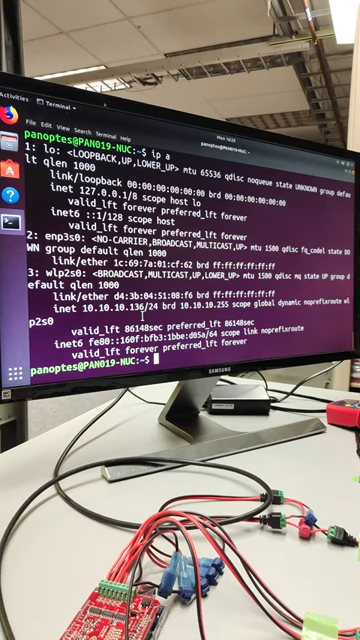 Activities
Terminal
Mon 16:29
panoptes@PAN019-NUC: ~
File Edit View Search Terminal Help
panoptes@PAN019-NUC:~$ ip a
1: lo: <LOOPBACK,UP,LOWER_UP> mtu 65536 qdisc noqueue state UNKNOWN group defau
lt qlen 1000
link/loopback 00:00:00:00:00:00 brd 00:00:00:00:00:00
inet 127.0.0.1/8 scope host lo
valid_lft forever preferred_lft forever
inet6 ::1/128 scope host
valid_lft forever preferred_lft forever
2: enp3s0: <NO-CARRIER,BROADCAST,MULTICAST,UP> mtu 1500 qdisc fq_codel state DO
WN group default qlen 1000
link/ether 1c:69:7a:01:cf:62 brd ff:ff:ff:ff:ff:ff
3: wlp2s0: <BROADCAST,MULTICAST,UP,LOWER_UP> mtu 1500 qdisc mq state UP group d
efault qlen 1000
link/ether d4:3b:04:51:08:f6 brd ff:ff:ff:ff:ff:ff
inet 10.10.10.136/24 brd 10.10.10.255 scope global dynamic noprefixroute wl
p2s0
valid_lft 86148sec preferred_lft 86148sec
inet6 fe80::160f:bfb3:1bbe:d05a/64 scope link noprefixroute
valid_lft forever preferred_lft forever
panoptes@PAN019-NUC:~$
SAMSUNG